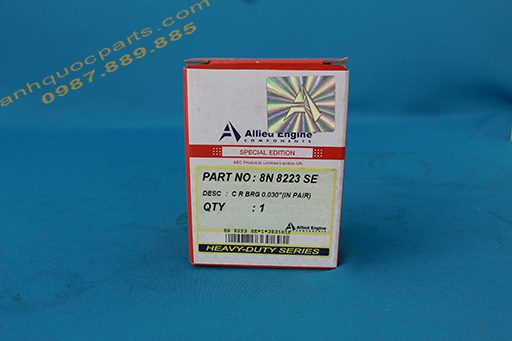 anhquocparts.com
0987.889.885
Allied Engine
COMPONENTS
SPECIAL EDITION
AEC Products Limited/London.UK
PART NO : 8N 8223 SE
DESC : C R BRG 0.030"(IN PAIR)
QTY : 1
Allied Engine
COMPONENTS
HEAVY-DUTY SERIES